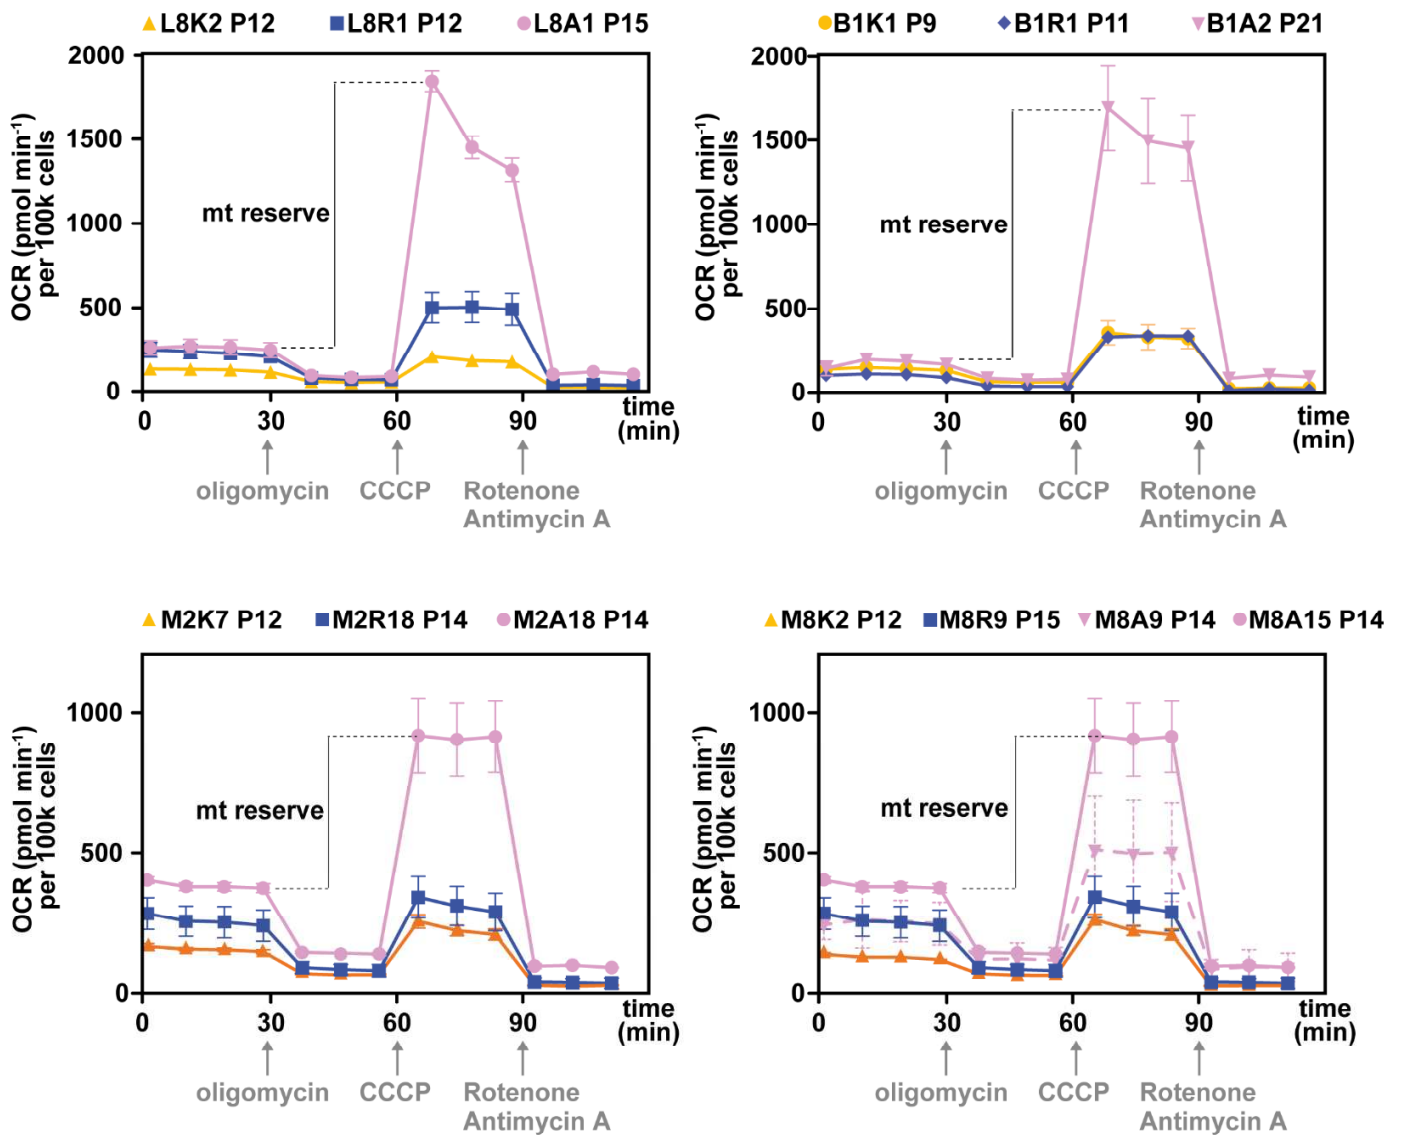 L8K2 P12 L8R1 P12 L8A1 P15
OCR (pmol min⁻¹)
per 100k cells
2000
1500
1000
500
0
mt reserve
0 30 60 90
time
(min)
oligomycin CCCP Rotenone
Antimycin A
B1K1 P9 B1R1 P11 B1A2 P21
OCR (pmol min⁻¹)
per 100k cells
2000
1500
1000
500
0
mt reserve
0 30 60 90
time
(min)
oligomycin CCCP Rotenone
Antimycin A
M2K7 P12 M2R18 P14 M2A18 P14
OCR (pmol min⁻¹)
per 100k cells
1000
500
0
mt reserve
0 30 60 90
time
(min)
oligomycin CCCP Rotenone
Antimycin A
M8K2 P12 M8R9 P15 M8A9 P14 M8A15 P14
OCR (pmol min⁻¹)
per 100k cells
1000
500
0
mt reserve
0 30 60 90
time
(min)
oligomycin CCCP Rotenone
Antimycin A